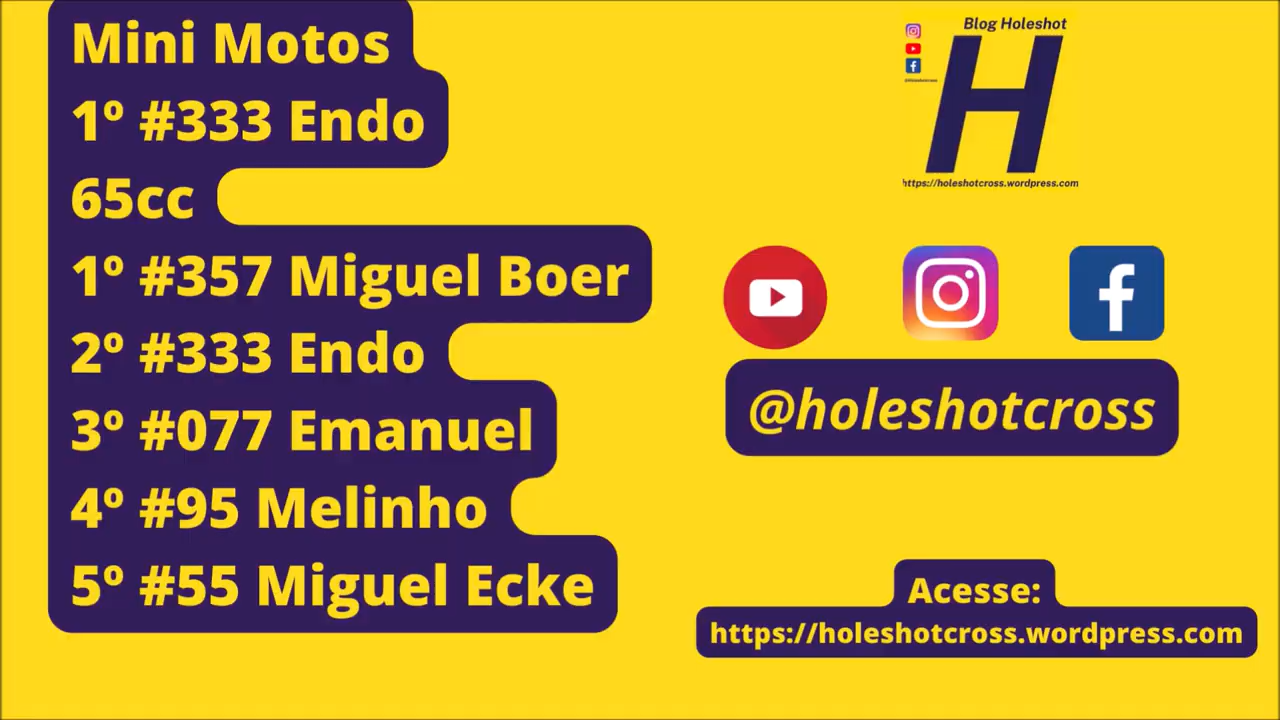 Mini Motos
1º #333 Endo
65cc
1º #357 Miguel Boer
2º #333 Endo
3º #077 Emanuel
4º #95 Melinho
5º #55 Miguel Ecke
Blog Holeshot
@holeshotcross
H
https://holeshotcross.wordpress.com
@holeshotcross
Acesse:
https://holeshotcross.wordpress.com